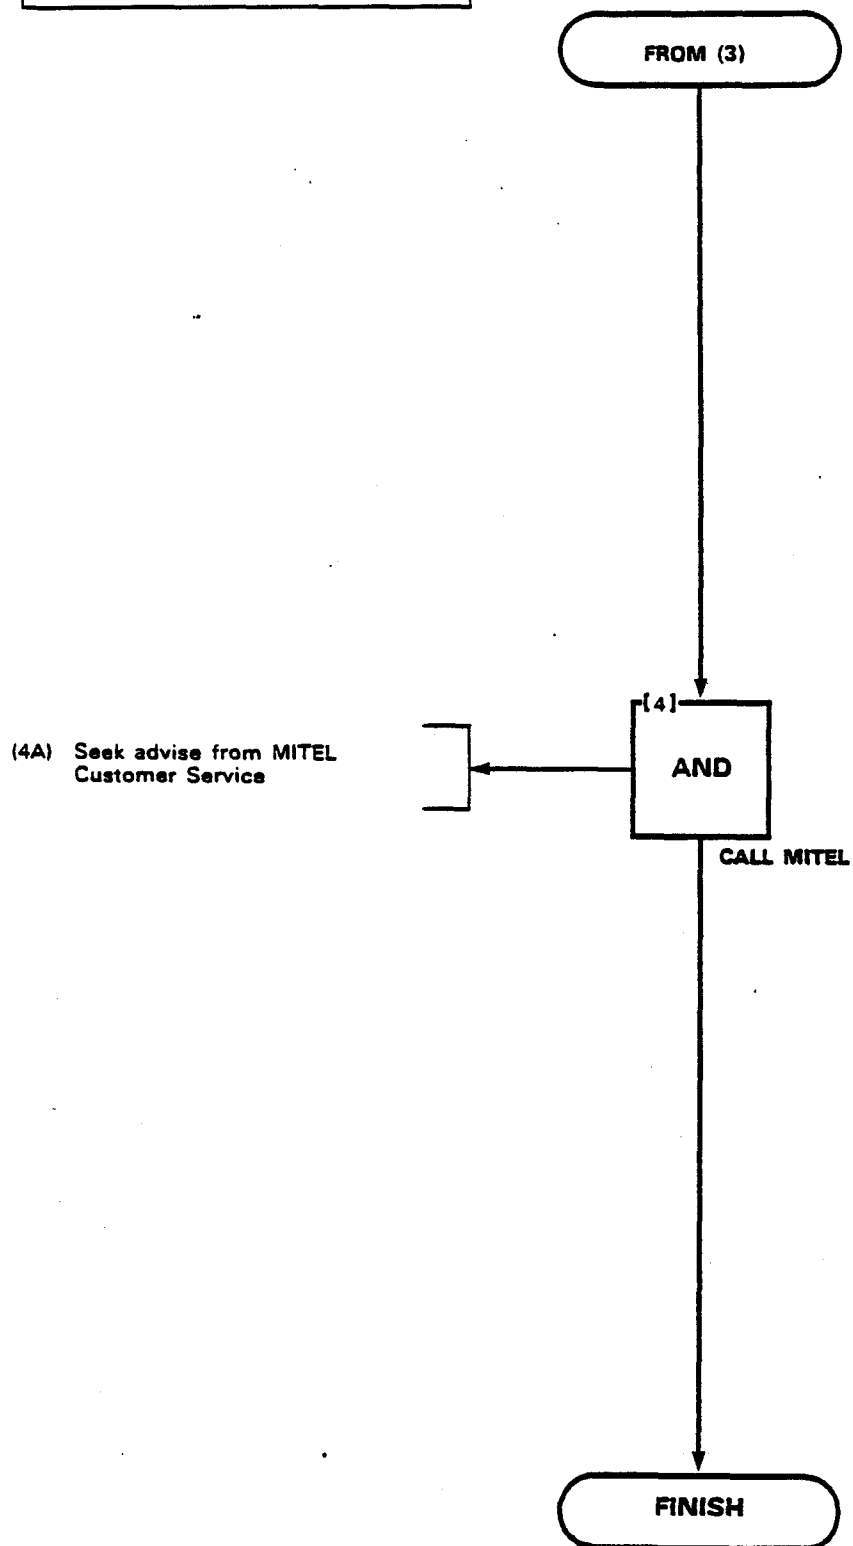 FROM (3)
[4]
AND
(4A) Seek advise from MITEL
Customer Service
CALL MITEL
FINISH